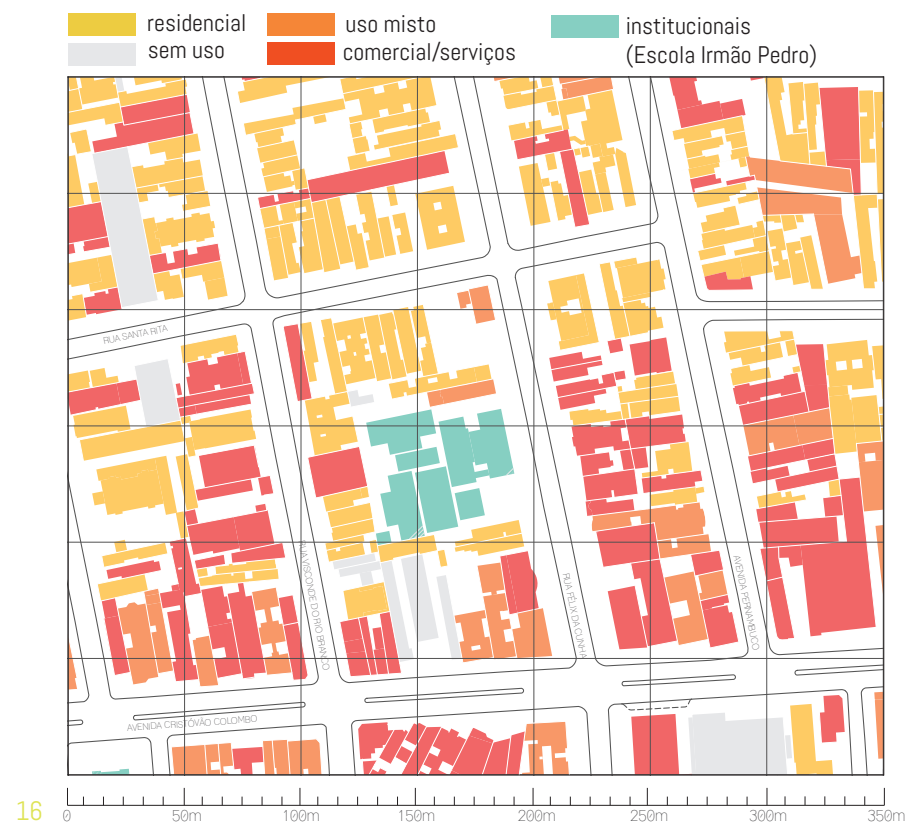 residencial
sem uso
uso misto
comercial/serviços
institucionais
(Escola Irmão Pedro)
RUA SANTA RITA
RUA VISCONDE DO RIO BRANCO
RUA FÉLIX DA CUNHA
AVENIDA PERNAMBUCO
AVENIDA CRISTÓVÃO COLOMBO
16
0 50m 100m 150m 200m 250m 300m 350m